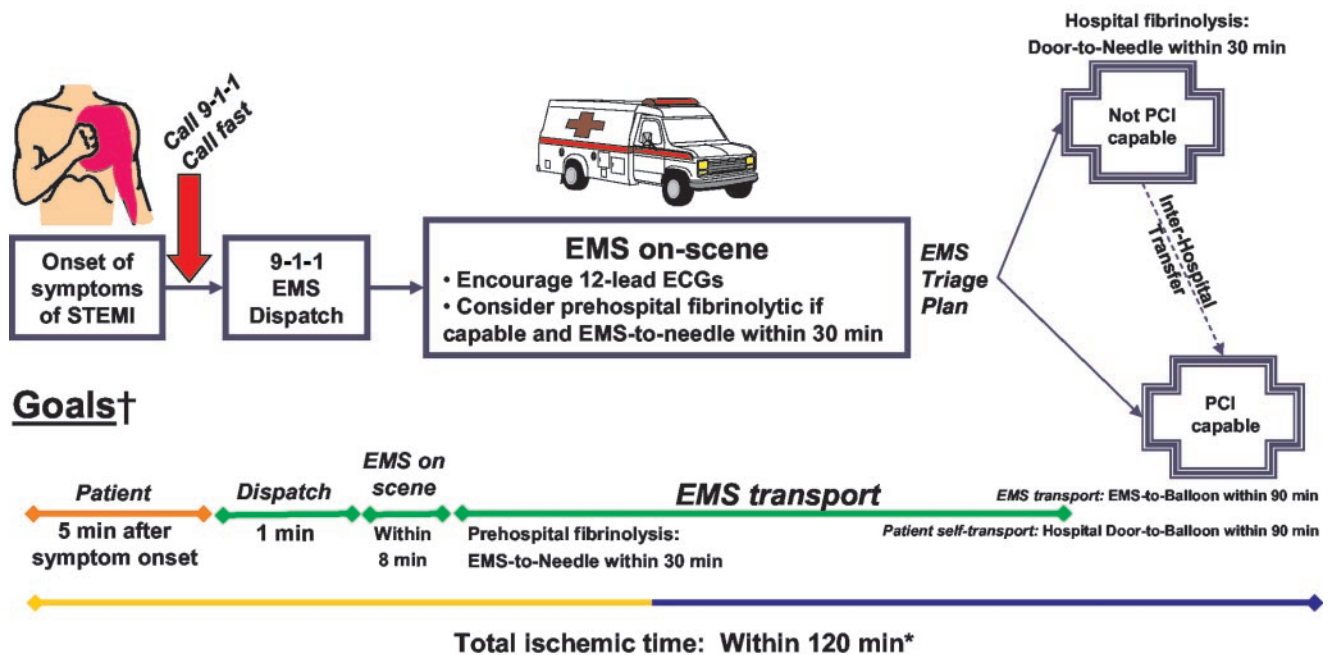 Hospital fibrinolysis:
Door-to-Needle within 30 min
Call 9-1-1
Call fast
Not PCI
capable
Onset of
symptoms
of STEMI
9-1-1
EMS
Dispatch
EMS on-scene
• Encourage 12-lead ECGs
• Consider prehospital fibrinolytic if
capable and EMS-to-needle within 30 min
EMS
Triage
Plan
Inter-Hospital
Transfer
PCI
capable
Goals†
Patient
5 min after
symptom onset
Dispatch
1 min
EMS on
scene
Within
8 min
EMS transport
Prehospital fibrinolysis:
EMS-to-Needle within 30 min
EMS transport: EMS-to-Balloon within 90 min
Patient self-transport: Hospital Door-to-Balloon within 90 min
Total ischemic time: Within 120 min*